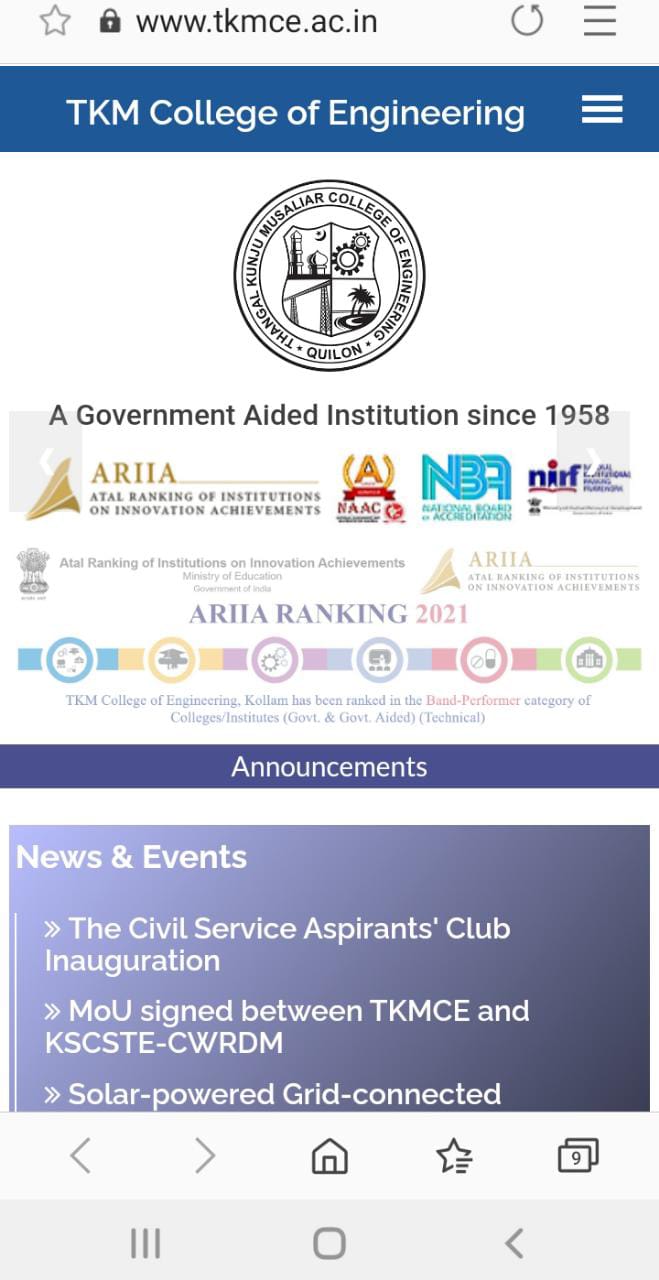 www.tkmce.ac.in
TKM College of Engineering
THANGAL KUNJU MUSALIAR COLLEGE OF ENGINEERING
* QUILON *
A Government Aided Institution since 1958
ARIIA
ATAL RANKING OF INSTITUTIONS
ON INNOVATION ACHIEVEMENTS
NAAC
NBA
NATIONAL BOARD
of ACCREDITATION
nirf
Atal Ranking of Institutions on Innovation Achievements
Ministry of Education
Government of India
ARIIA
ATAL RANKING OF INSTITUTIONS
ON INNOVATION ACHIEVEMENTS
ARIIA RANKING 2021
TKM College of Engineering, Kollam has been ranked in the Band-Performer category of
Colleges/Institutes (Govt. & Govt. Aided) (Technical)
Announcements
News & Events
» The Civil Service Aspirants' Club
Inauguration
» MoU signed between TKMCE and
KSCSTE-CWRDM
» Solar-powered Grid-connected
9